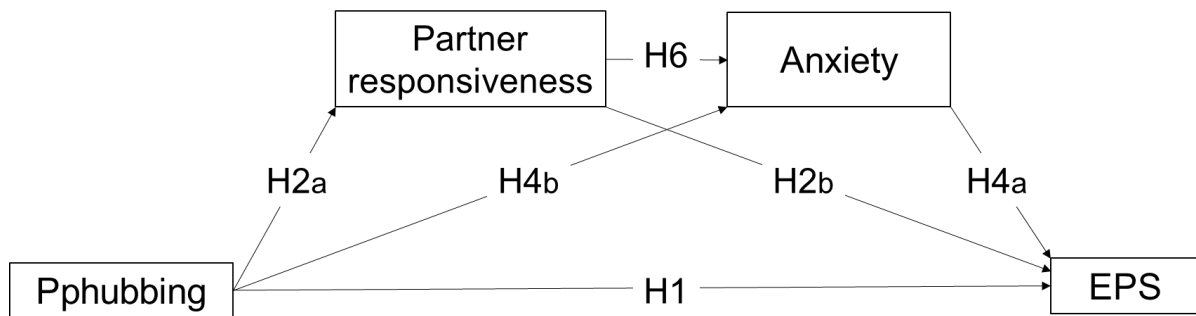 Partner
responsiveness
H6
Anxiety
H2a
H4b
H2b
H4a
Pphubbing
H1
EPS